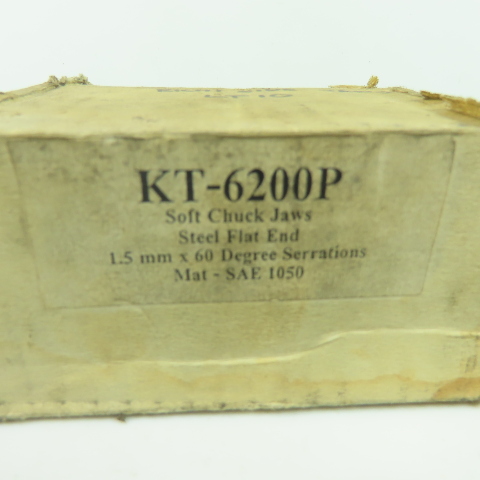 KT-6200P
Soft Chuck Jaws
Steel Flat End
1.5 mm x 60 Degree Serrations
Mat - SAE 1050